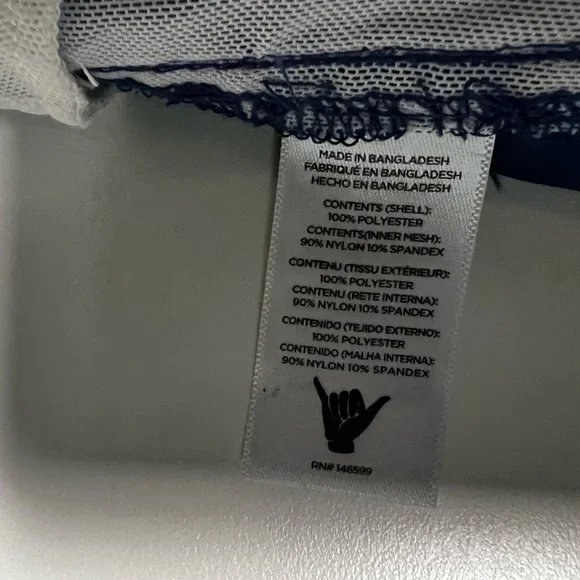 MADE IN BANGLADESH
FABRIQUÉ EN BANGLADESH
HECHO EN BANGLADESH
CONTENTS (SHELL):
100% POLYESTER
CONTENTS(INNER MESH):
90% NYLON 10% SPANDEX
CONTENU (TISSU EXTÉRIEUR):
100% POLYESTER
CONTENU (RETE INTERNA):
90% NYLON 10% SPANDEX
CONTENIDO (TEJIDO EXTERNO):
100% POLYESTER
CONTENIDO (MALHA INTERNA):
90% NYLON 10% SPANDEX
RN# 146599